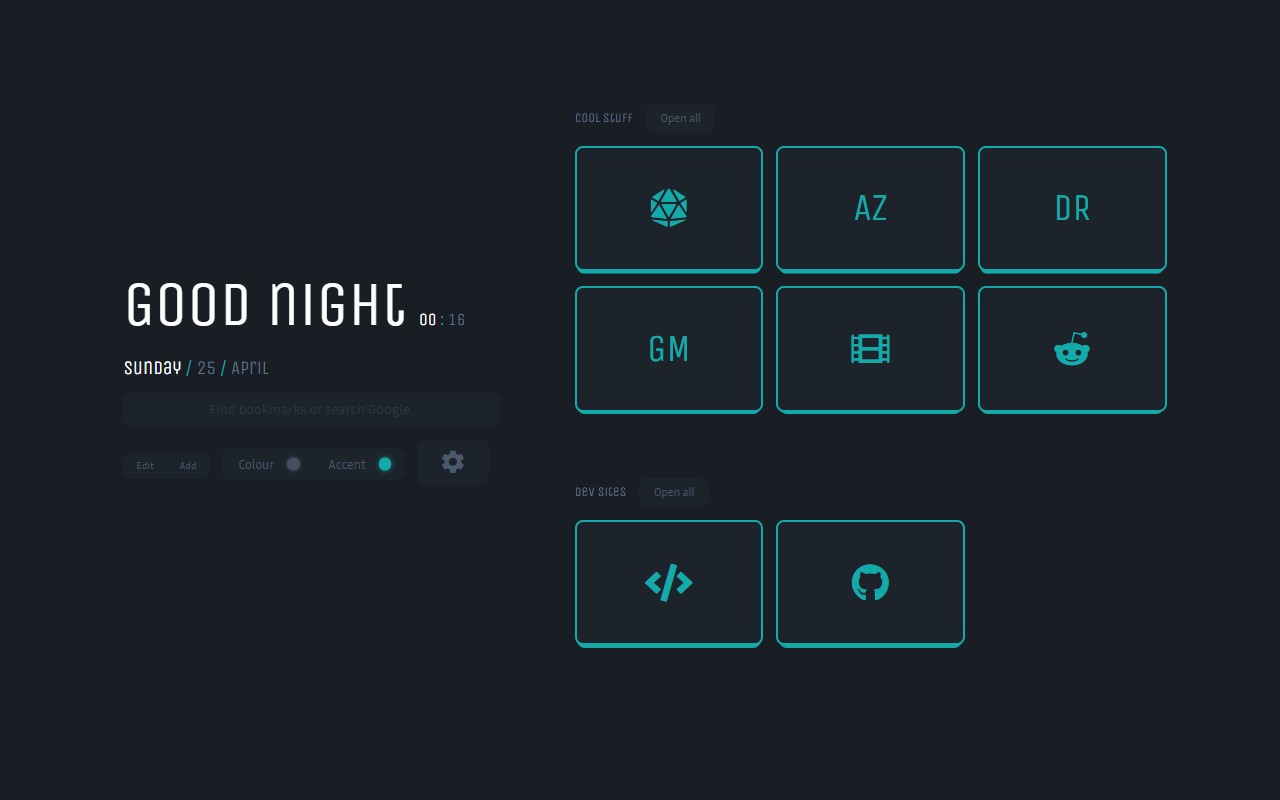 GOOD NIGHT 00 : 16
Sunday / 25 / April
Find bookmarks or search Google
Edit Add
Colour Accent
Cool Stuff Open all
AZ DR
GM
Dev Sites Open all